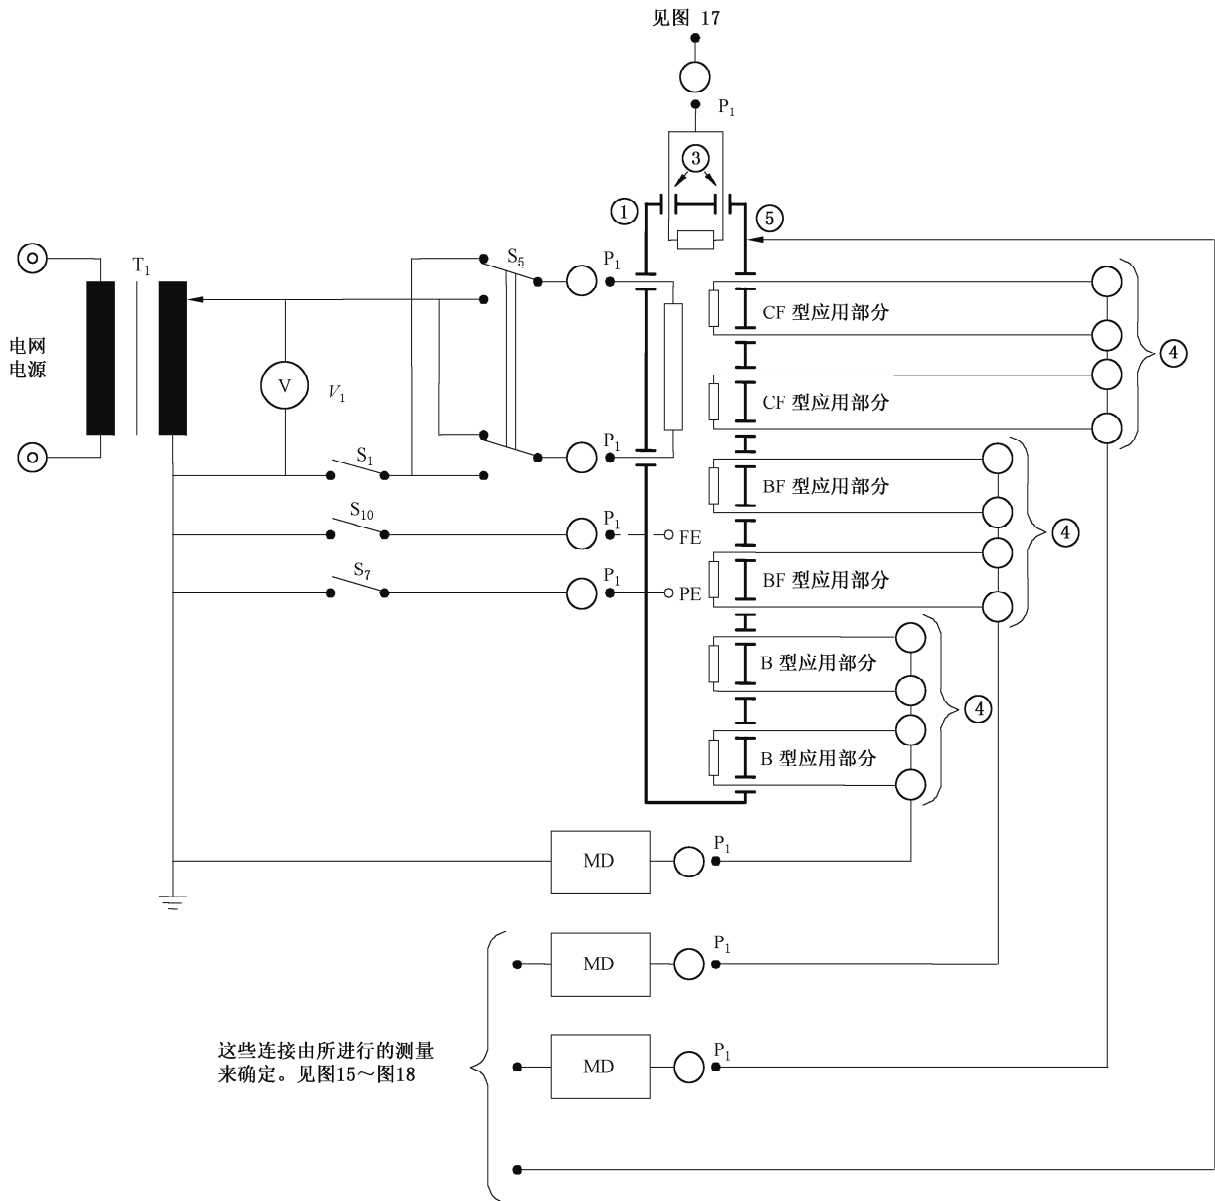 见图 17
P1
③
①
⑤
T1
S5
P1
CF 型应用部分
④
电网
电源
V
V1
CF 型应用部分
S1
P1
BF 型应用部分
S10
P1
FE
④
S7
P1
PE
BF 型应用部分
B 型应用部分
④
B 型应用部分
MD
P1
MD
P1
这些连接由所进行的测量
来确定。见图15～图18
MD
P1